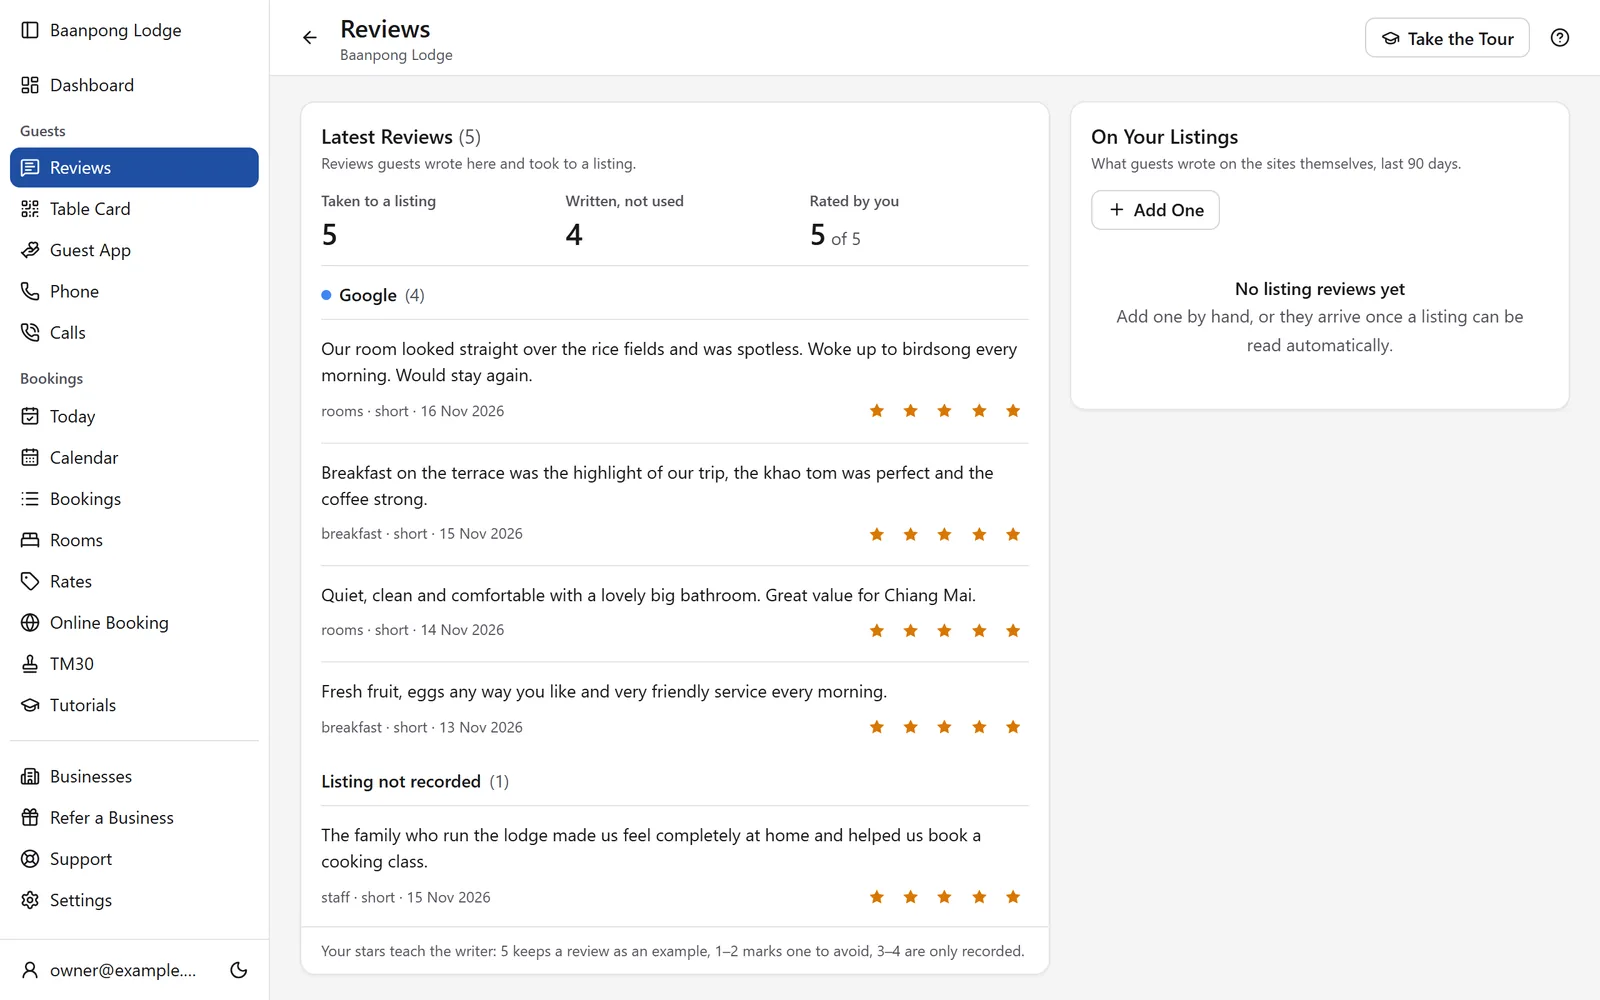 Baanpong Lodge
Dashboard
Guests
Reviews
Table Card
Guest App
Phone
Calls
Bookings
Today
Calendar
Bookings
Rooms
Rates
Online Booking
TM30
Tutorials
Businesses
Refer a Business
Support
Settings
owner@example....
Reviews
Baanpong Lodge
Take the Tour
Latest Reviews (5)
Reviews guests wrote here and took to a listing.
Taken to a listing
5
Written, not used
4
Rated by you
5 of 5
Google (4)
Our room looked straight over the rice fields and was spotless. Woke up to birdsong every
morning. Would stay again.
rooms · short · 16 Nov 2026
Breakfast on the terrace was the highlight of our trip, the khao tom was perfect and the
coffee strong.
breakfast · short · 15 Nov 2026
Quiet, clean and comfortable with a lovely big bathroom. Great value for Chiang Mai.
rooms · short · 14 Nov 2026
Fresh fruit, eggs any way you like and very friendly service every morning.
breakfast · short · 13 Nov 2026
Listing not recorded (1)
The family who run the lodge made us feel completely at home and helped us book a
cooking class.
staff · short · 15 Nov 2026
Your stars teach the writer: 5 keeps a review as an example, 1–2 marks one to avoid, 3–4 are only recorded.
On Your Listings
What guests wrote on the sites themselves, last 90 days.
Add One
No listing reviews yet
Add one by hand, or they arrive once a listing can be
read automatically.